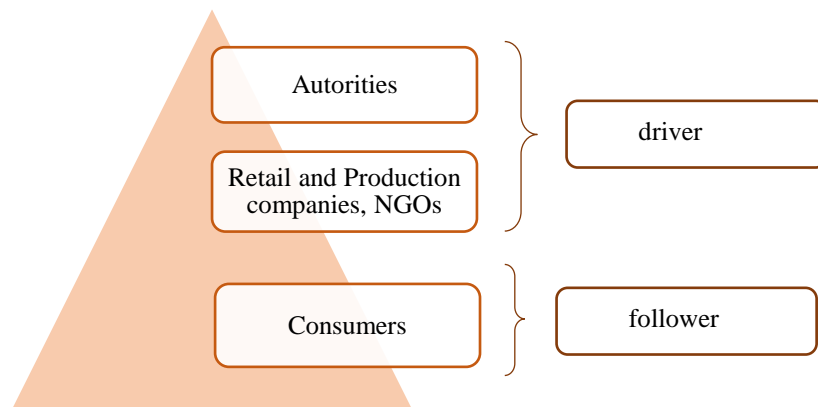 Autorities
driver
Retail and Production
companies, NGOs
Consumers
follower